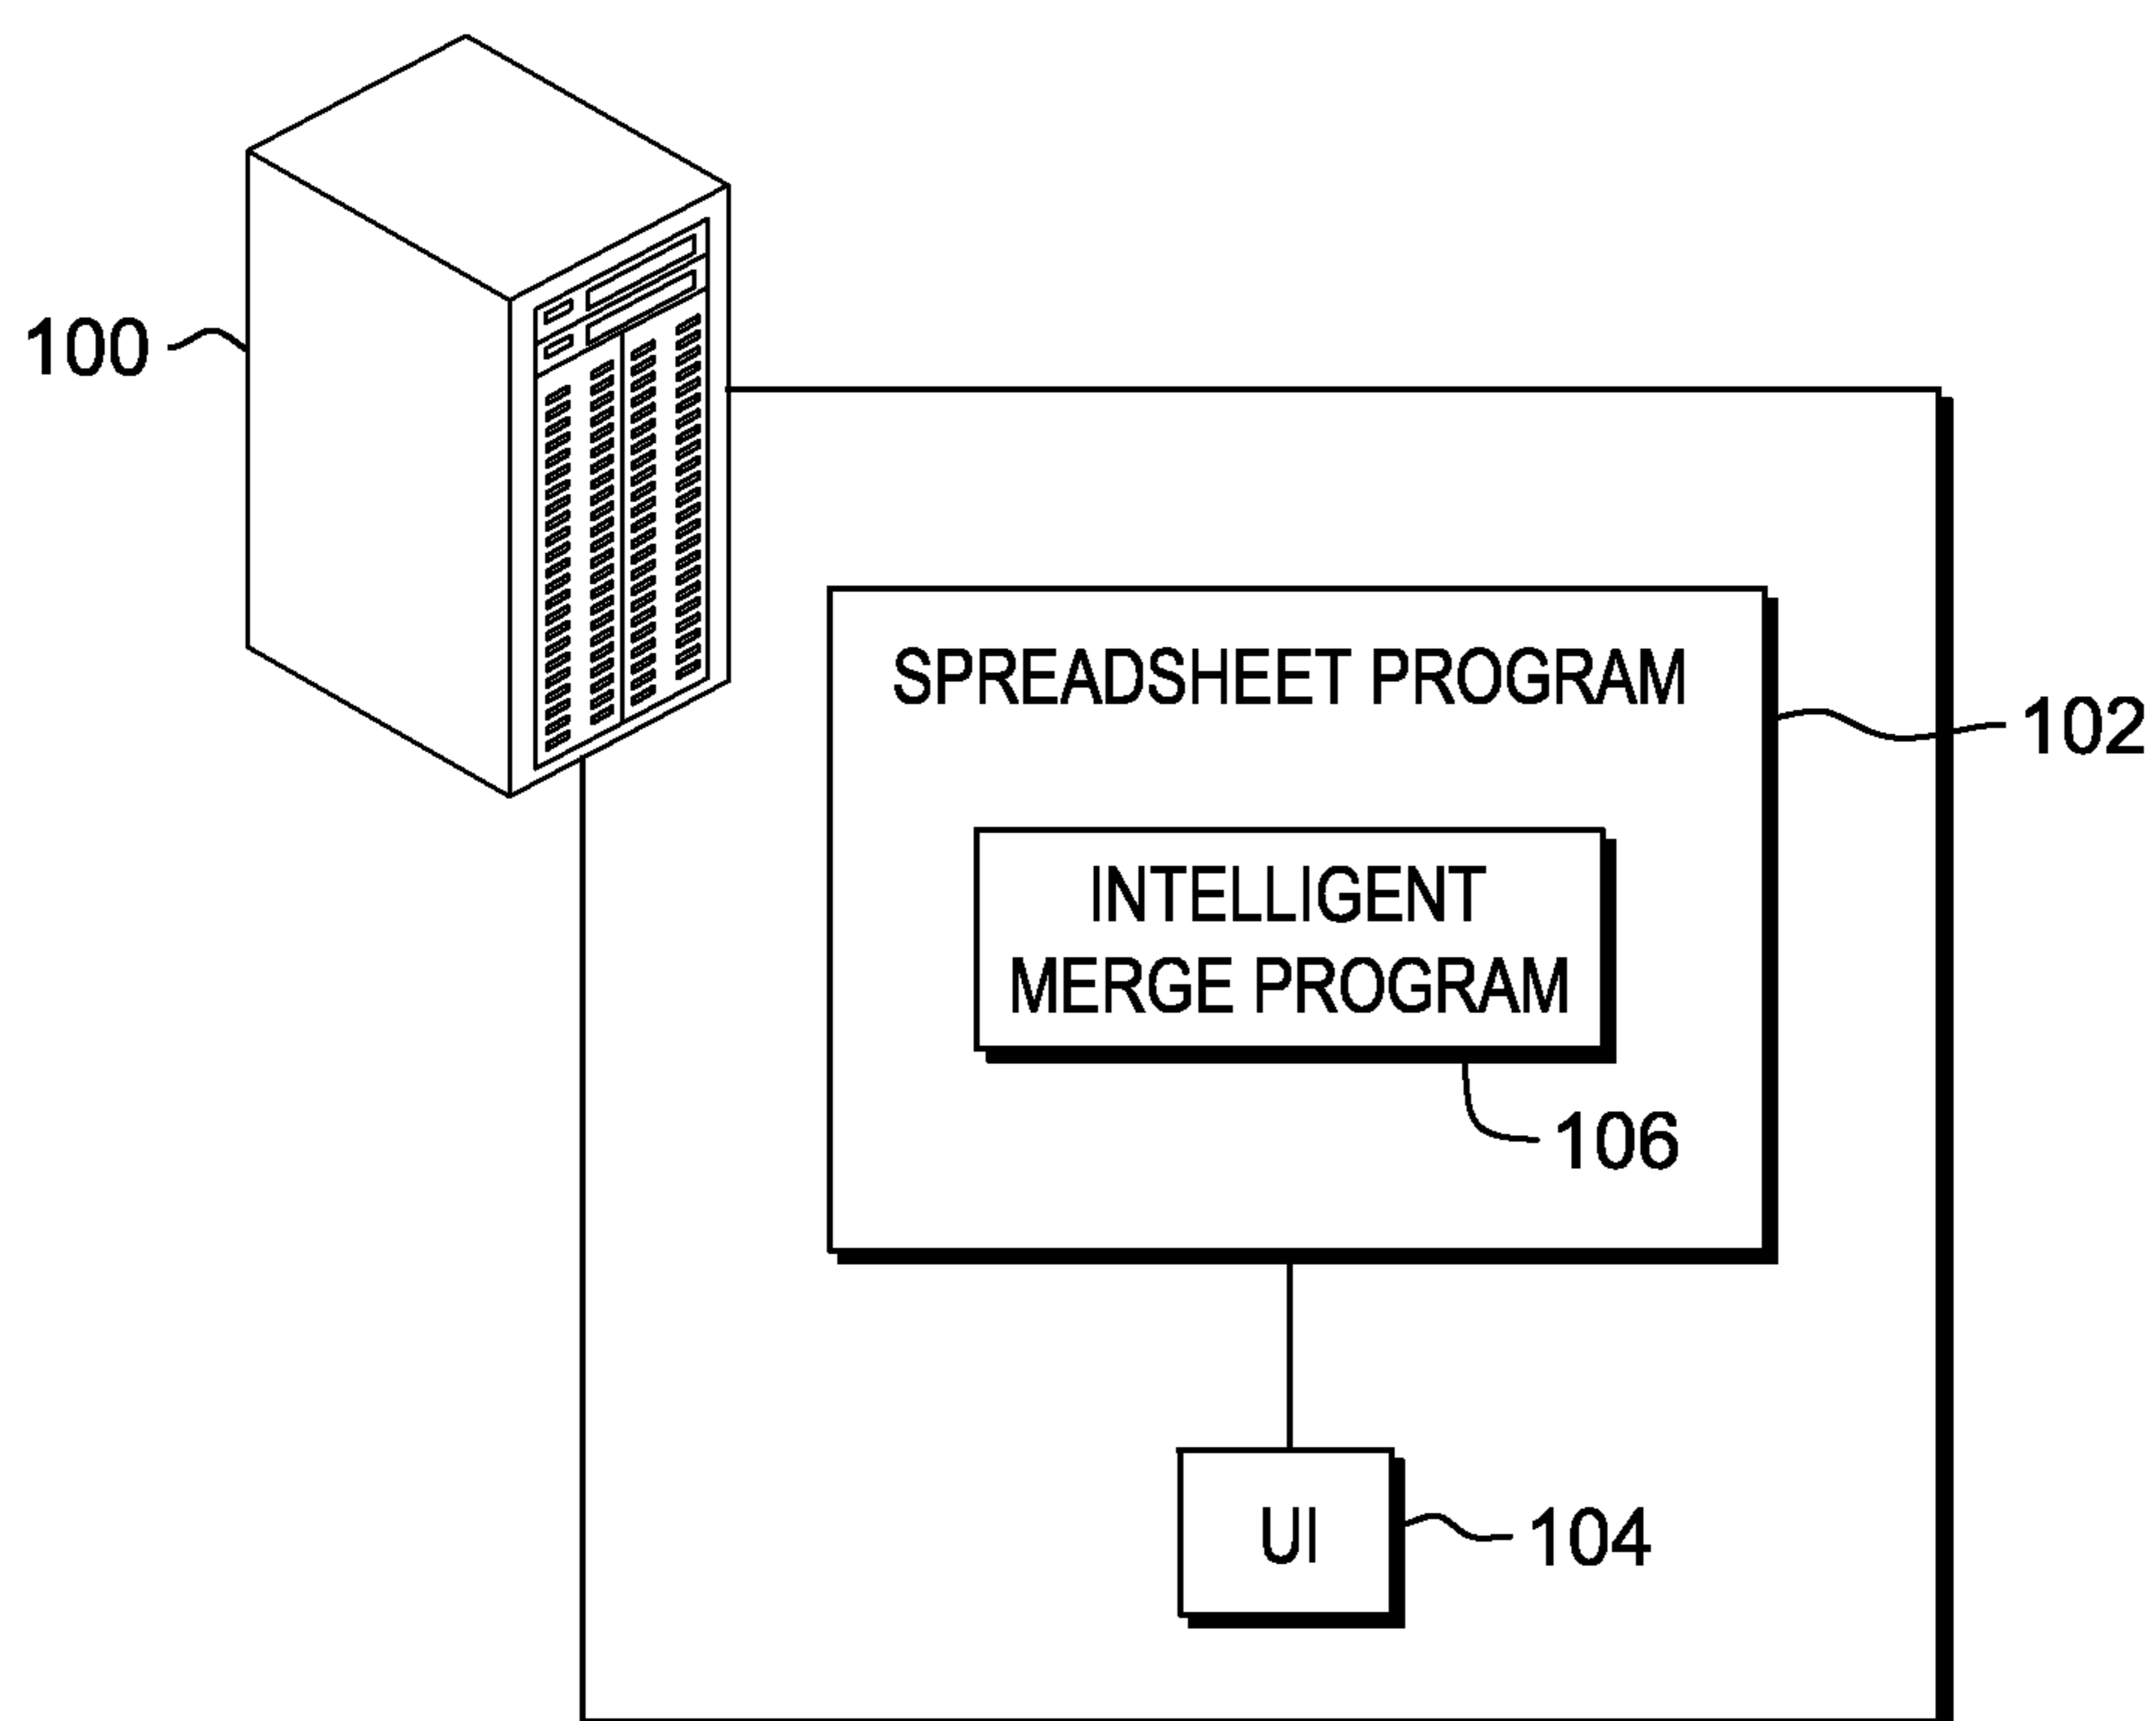 100
SPREADSHEET PROGRAM
102
INTELLIGENT
MERGE PROGRAM
106
UI
104